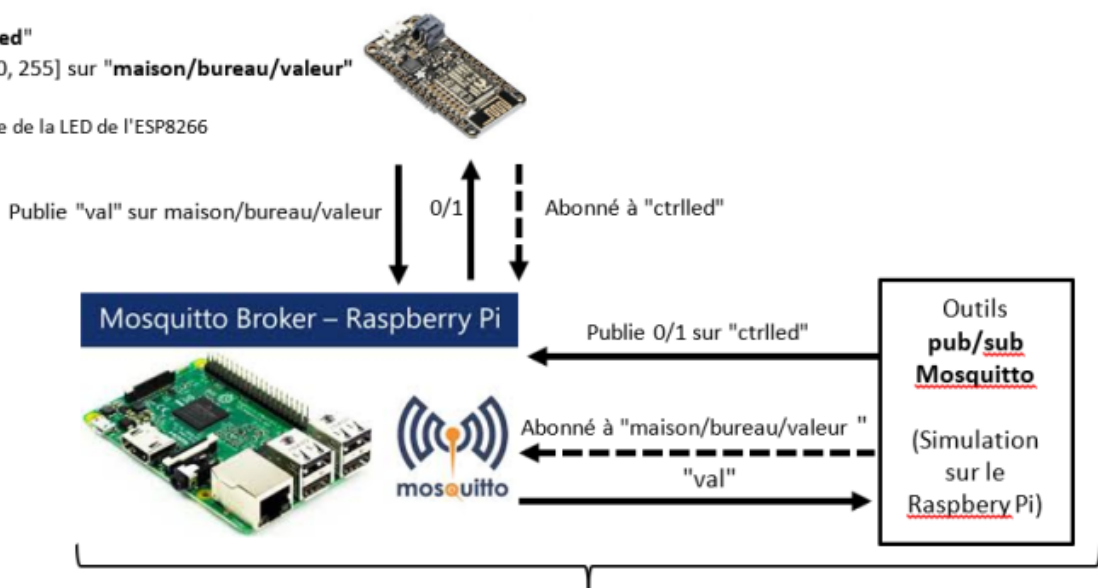 ed"
0, 255] sur "maison/bureau/valeur"
e de la LED de l'ESP8266
Publie "val" sur maison/bureau/valeur
0/1
Abonné à "ctrlled"
Mosquitto Broker – Raspberry Pi
Outils
pub/sub
Mosquitto
(Simulation
sur le
Raspbery Pi)
Publie 0/1 sur "ctrlled"
Abonné à "maison/bureau/valeur "
"val"
mosquitto